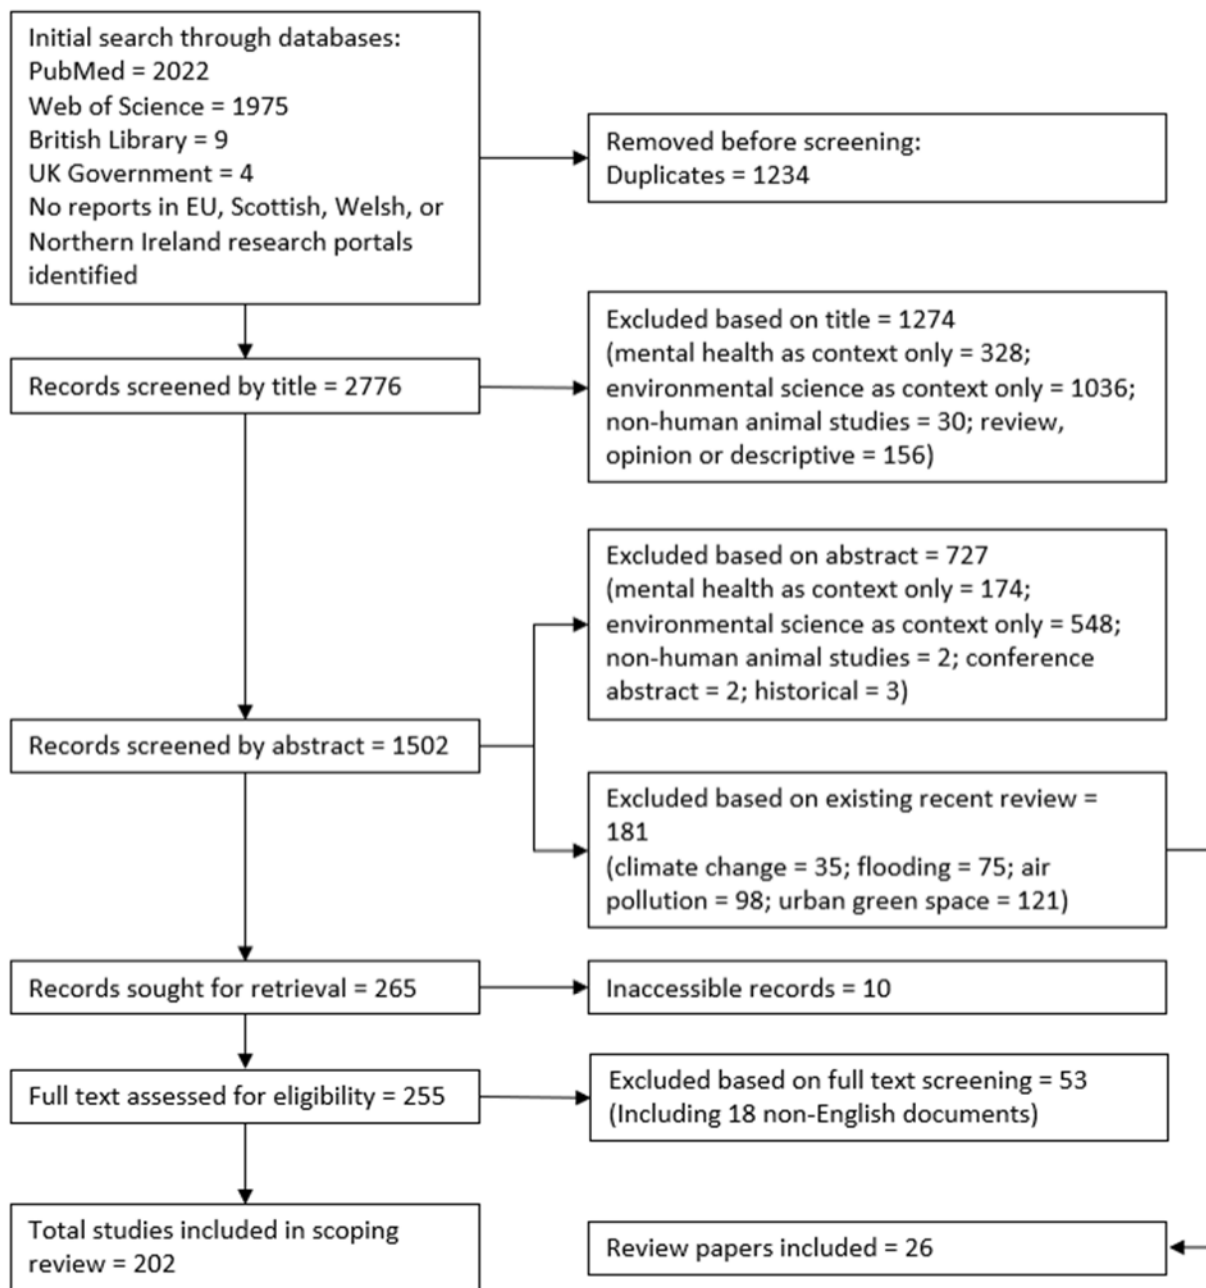 Initial search through databases:
PubMed = 2022
Web of Science = 1975
British Library = 9
UK Government = 4
No reports in EU, Scottish, Welsh, or
Northern Ireland research portals
identified
Removed before screening:
Duplicates = 1234
Records screened by title = 2776
Excluded based on title = 1274
(mental health as context only = 328;
environmental science as context only = 1036;
non-human animal studies = 30; review,
opinion or descriptive = 156)
Excluded based on abstract = 727
(mental health as context only = 174;
environmental science as context only = 548;
non-human animal studies = 2; conference
abstract = 2; historical = 3)
Records screened by abstract = 1502
Excluded based on existing recent review =
181
(climate change = 35; flooding = 75; air
pollution = 98; urban green space = 121)
Records sought for retrieval = 265
Inaccessible records = 10
Full text assessed for eligibility = 255
Excluded based on full text screening = 53
(Including 18 non-English documents)
Total studies included in scoping
review = 202
Review papers included = 26